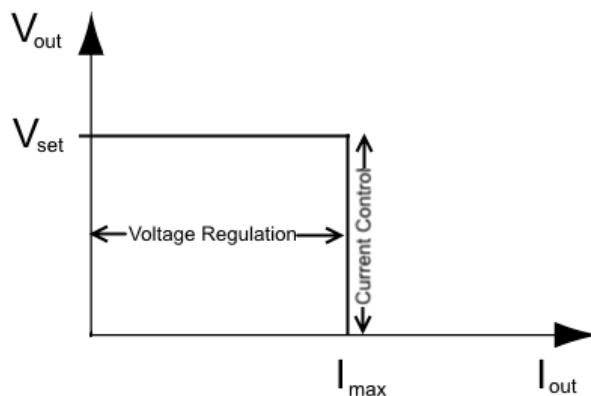 Vout
Vset
Voltage Regulation
Current Control
Imax
Iout